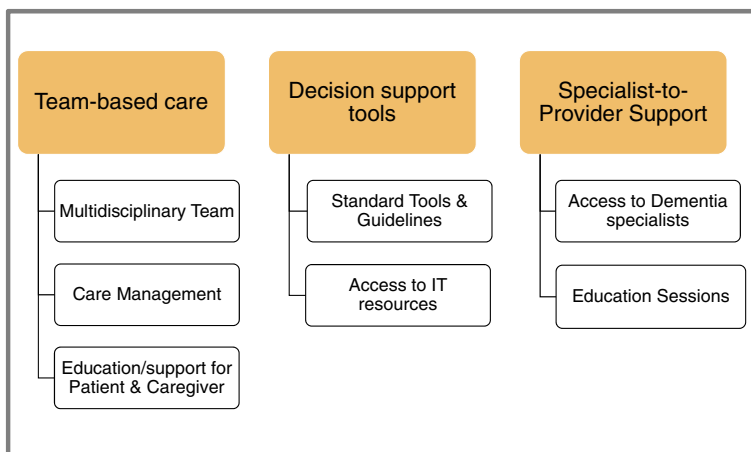 Team-based care
Multidisciplinary Team
Care Management
Education/support for
Patient & Caregiver
Decision support
tools
Standard Tools &
Guidelines
Access to IT
resources
Specialist-to-
Provider Support
Access to Dementia
specialists
Education Sessions